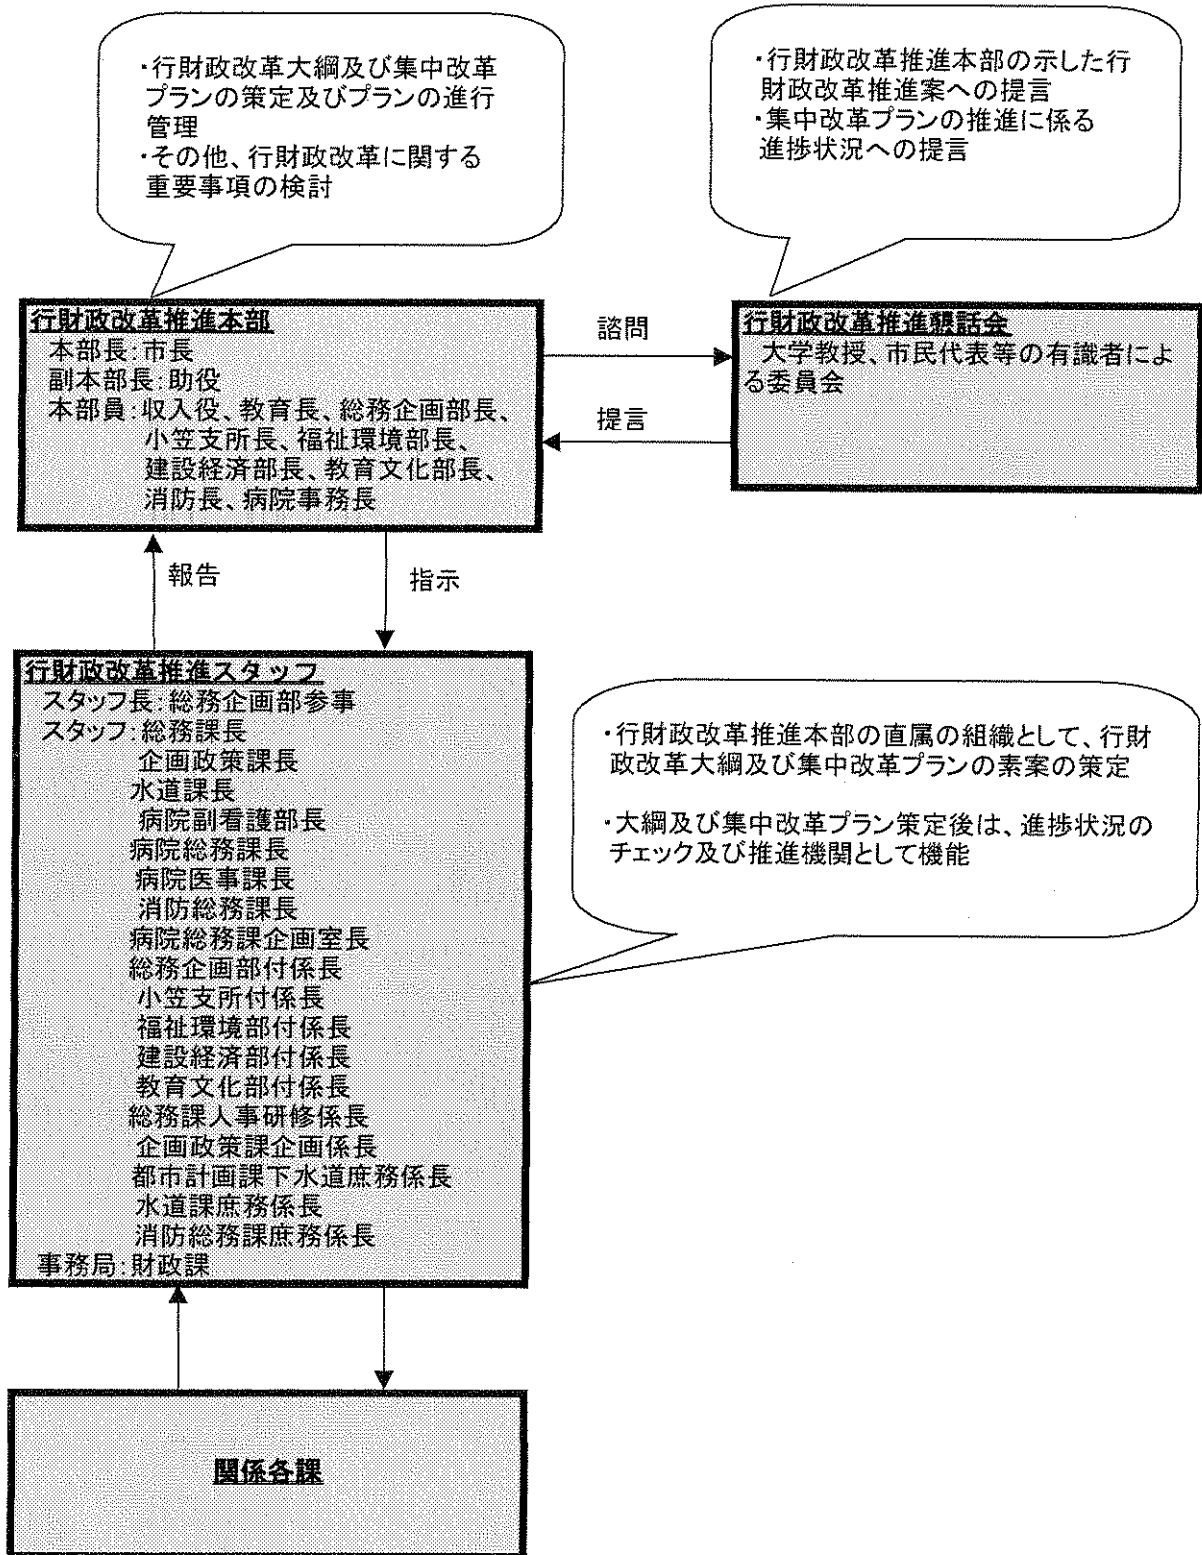 ・行財政改革大綱及び集中改革
プランの策定及びプランの進行
管理
・その他、行財政改革に関する
重要事項の検討
・行財政改革推進本部の示した行
財政改革推進案への提言
・集中改革プランの推進に係る
進捗状況への提言
行財政改革推進本部
本部長:市長
副本部長:助役
本部員:収入役、教育長、総務企画部長、
小笠支所長、福祉環境部長、
建設経済部長、教育文化部長、
消防長、病院事務長
諮問
提言
行財政改革推進懇話会
大学教授、市民代表等の有識者によ
る委員会
報告
指示
行財政改革推進スタッフ
スタッフ長:総務企画部参事
スタッフ:総務課長
企画政策課長
水道課長
病院副看護部長
病院総務課長
病院医事課長
消防総務課長
病院総務課企画室長
総務企画部付係長
小笠支所付係長
福祉環境部付係長
建設経済部付係長
教育文化部付係長
総務課人事研修係長
企画政策課企画係長
都市計画課下水道庶務係長
水道課庶務係長
消防総務課庶務係長
事務局:財政課
・行財政改革推進本部の直属の組織として、行財
政改革大綱及び集中改革プランの素案の策定
・大綱及び集中改革プラン策定後は、進捗状況の
チェック及び推進機関として機能
関係各課